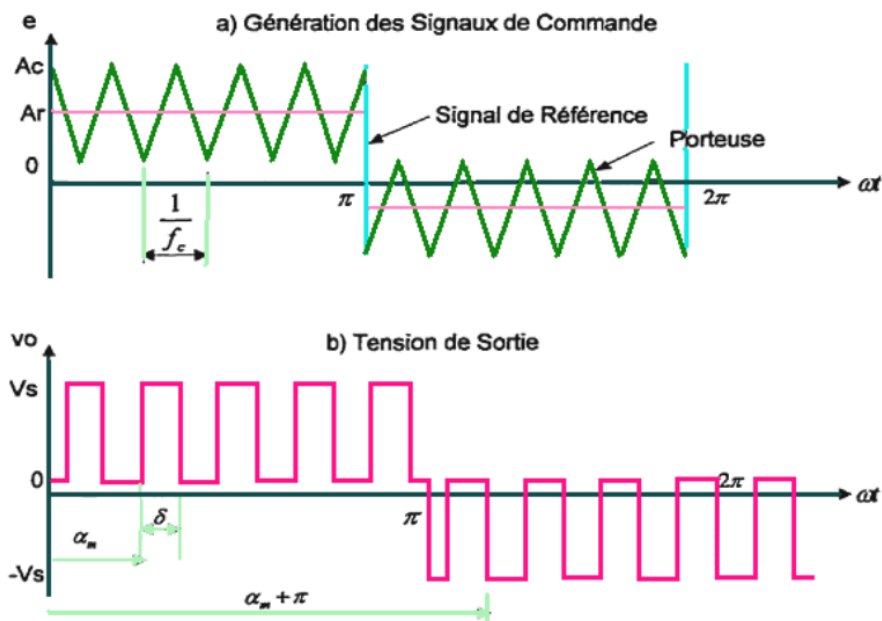 e
a) Génération des Signaux de Commande
Ac
Ar
Signal de Référence
Porteuse
0
π
2π
ωt
1
f_c
vo
b) Tension de Sortie
Vs
0
2π
ωt
δ
π
α_m
-Vs
α_m + π